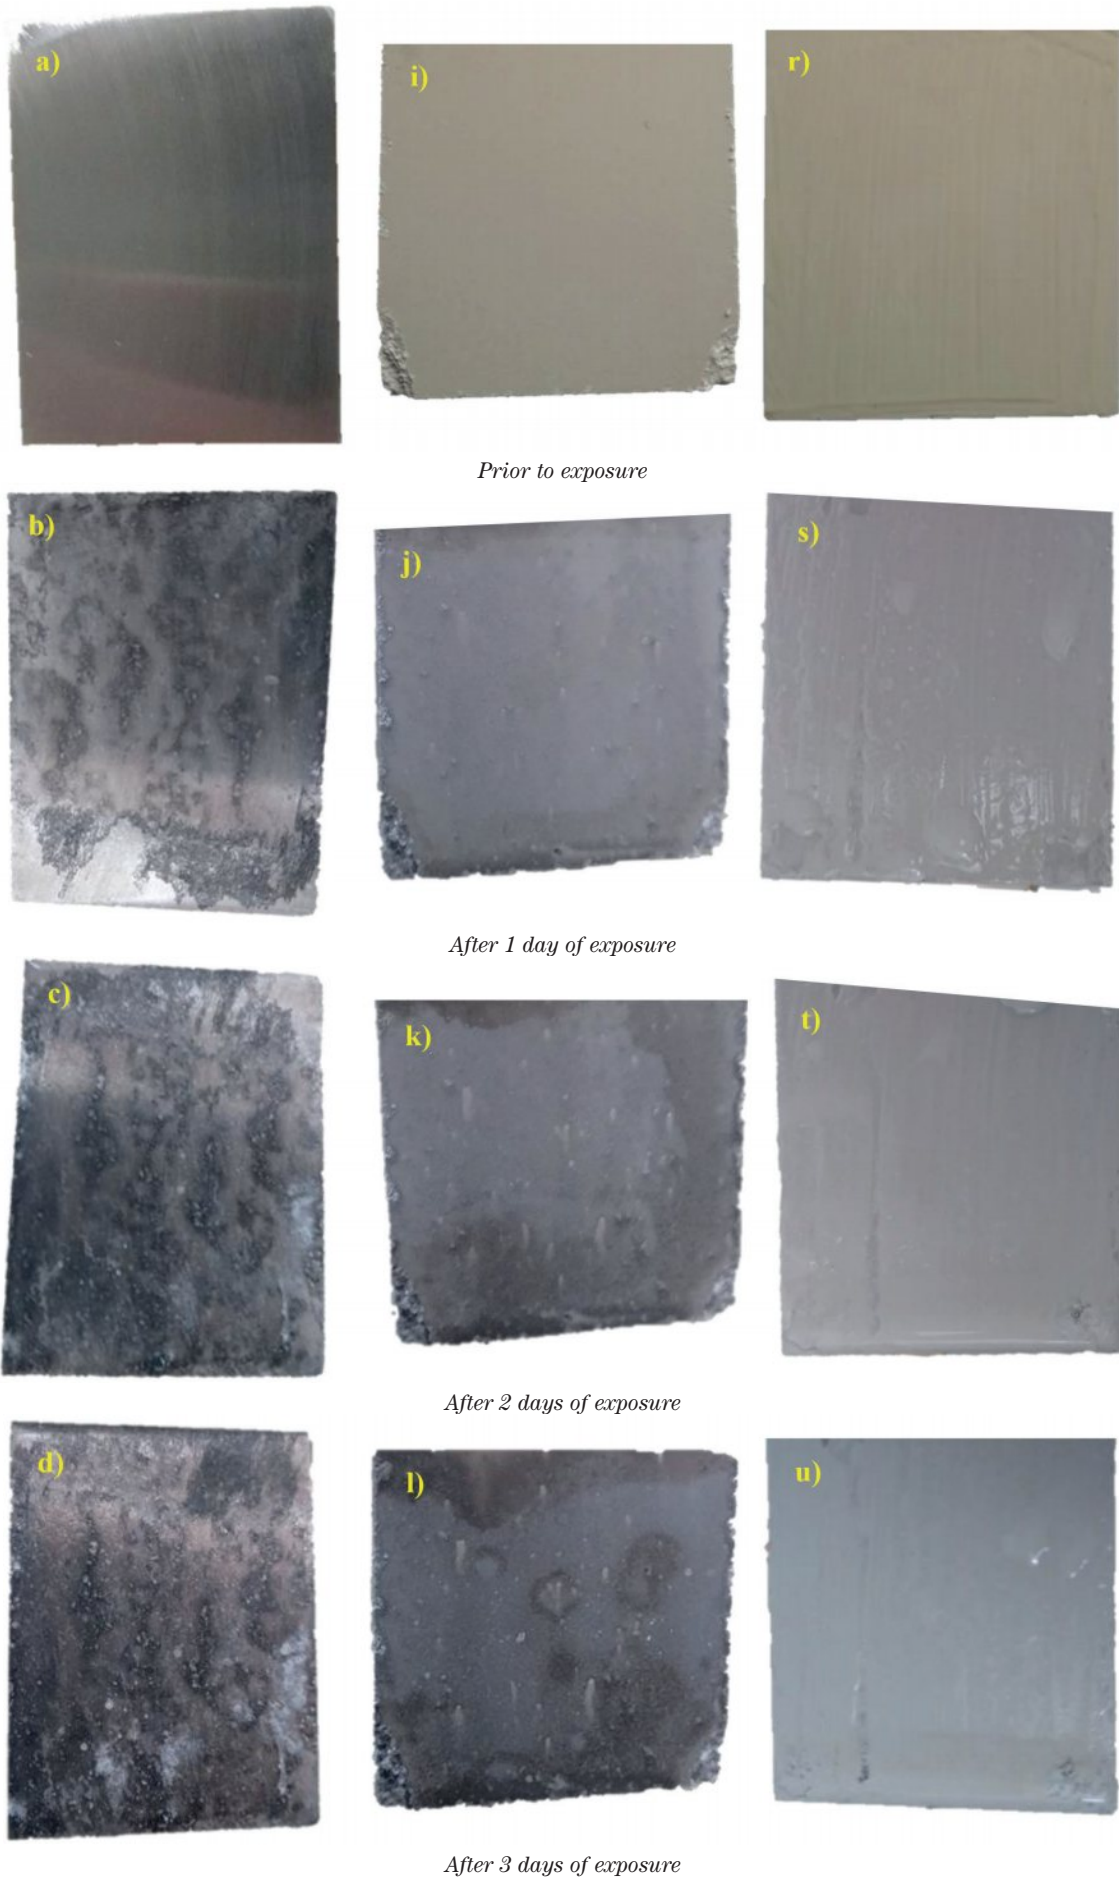 a) i) r)
Prior to exposure
b) j) s)
After 1 day of exposure
c) k) t)
After 2 days of exposure
d) l) u)
After 3 days of exposure